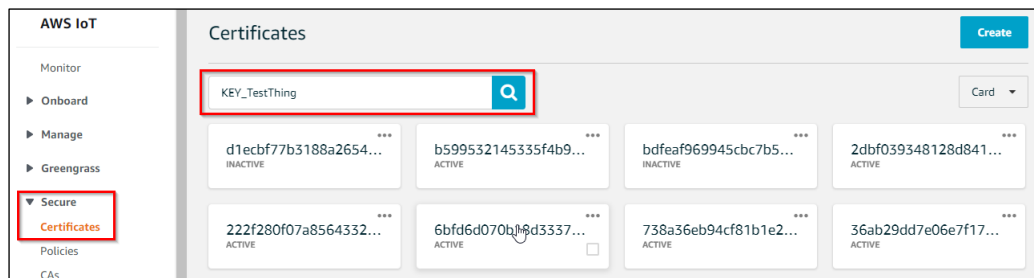 AWS IoT
Monitor
Onboard
Manage
Greengrass
Secure
Certificates
Policies
CAs
Certificates
Create
KEY_TestThing
Card
d1ecbf77b3188a2654...
INACTIVE
b599532145335f4b9...
ACTIVE
bdfeaf969945cbc7b5...
INACTIVE
2dbf039348128d841...
ACTIVE
222f280f07a8564332...
ACTIVE
ACTIVE
738a36eb94cf81b1e2...
ACTIVE
36ab29dd7e06e7f17...
ACTIVE